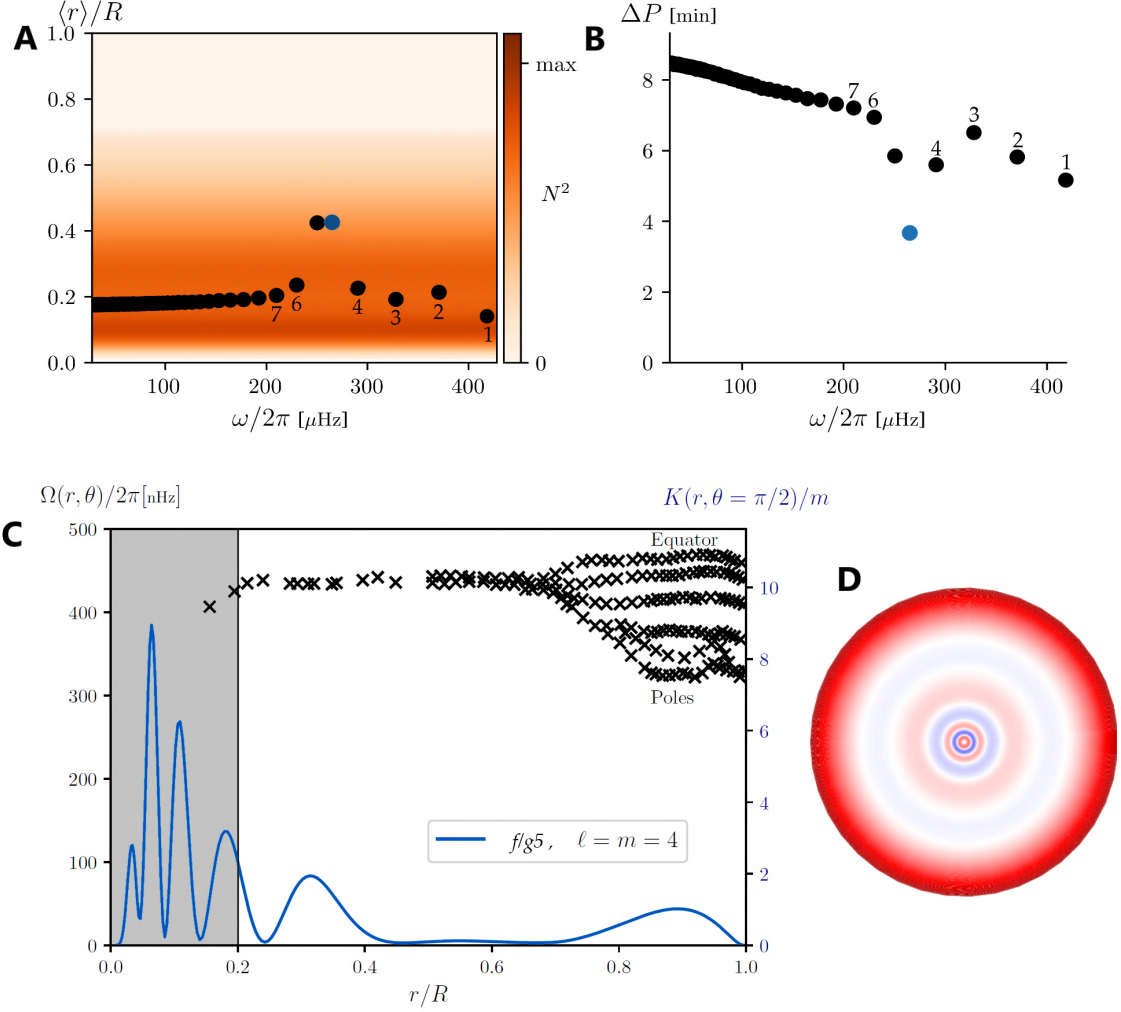 A
⟨r⟩/R
1.0
0.8
0.6
0.4
0.2
0.0
7 6 4 3 2 1
100 200 300 400
ω/2π [μHz]
max
N²
0
B
ΔP [min]
8
6
4
2
0
7 6 4 3 2 1
100 200 300 400
ω/2π [μHz]
C
Ω(r, θ)/2π[nHz]
K(r, θ = π/2)/m
500
400
300
200
100
0
Equator
Poles
f/g5 , ℓ = m = 4
10
8
6
4
2
0
0.0 0.2 0.4 0.6 0.8 1.0
r/R
D